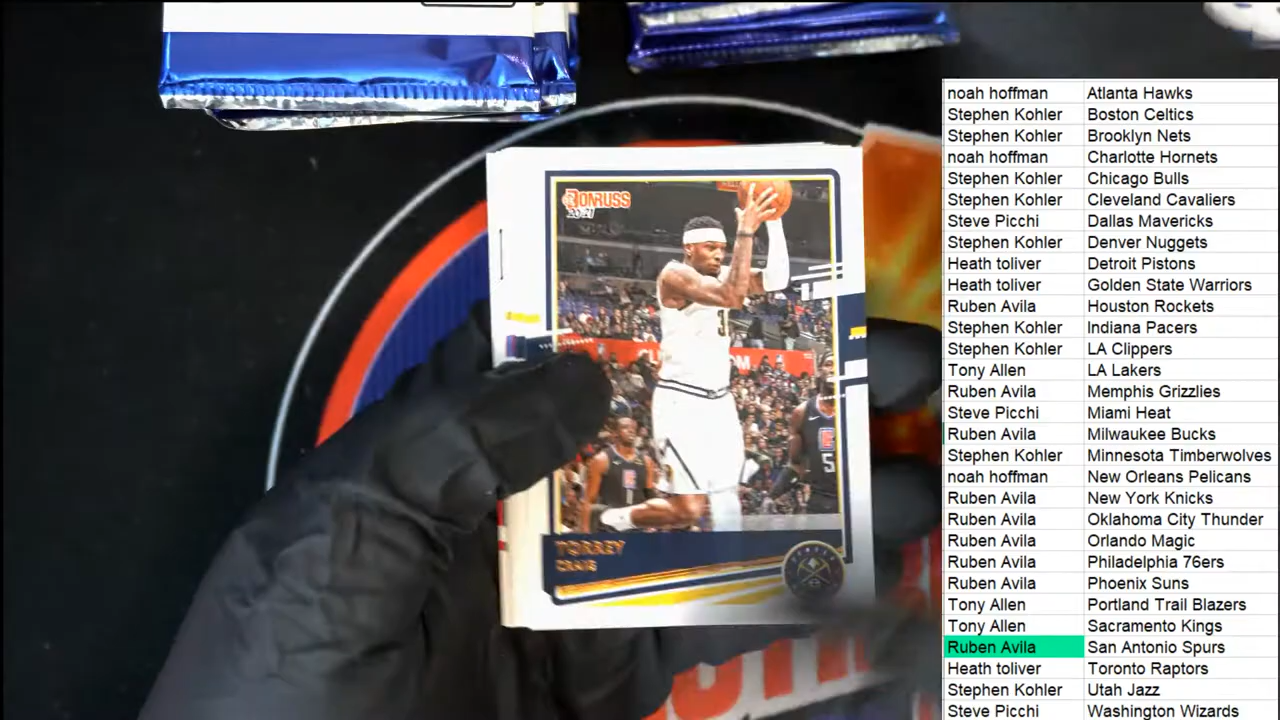 DONRUSS
20-21
TORREY
CRAIG
noah hoffman Atlanta Hawks
Stephen Kohler Boston Celtics
Stephen Kohler Brooklyn Nets
noah hoffman Charlotte Hornets
Stephen Kohler Chicago Bulls
Stephen Kohler Cleveland Cavaliers
Steve Picchi Dallas Mavericks
Stephen Kohler Denver Nuggets
Heath toliver Detroit Pistons
Heath toliver Golden State Warriors
Ruben Avila Houston Rockets
Stephen Kohler Indiana Pacers
Stephen Kohler LA Clippers
Tony Allen LA Lakers
Ruben Avila Memphis Grizzlies
Steve Picchi Miami Heat
Ruben Avila Milwaukee Bucks
Stephen Kohler Minnesota Timberwolves
noah hoffman New Orleans Pelicans
Ruben Avila New York Knicks
Ruben Avila Oklahoma City Thunder
Ruben Avila Orlando Magic
Ruben Avila Philadelphia 76ers
Ruben Avila Phoenix Suns
Tony Allen Portland Trail Blazers
Tony Allen Sacramento Kings
Ruben Avila San Antonio Spurs
Heath toliver Toronto Raptors
Stephen Kohler Utah Jazz
Steve Picchi Washington Wizards